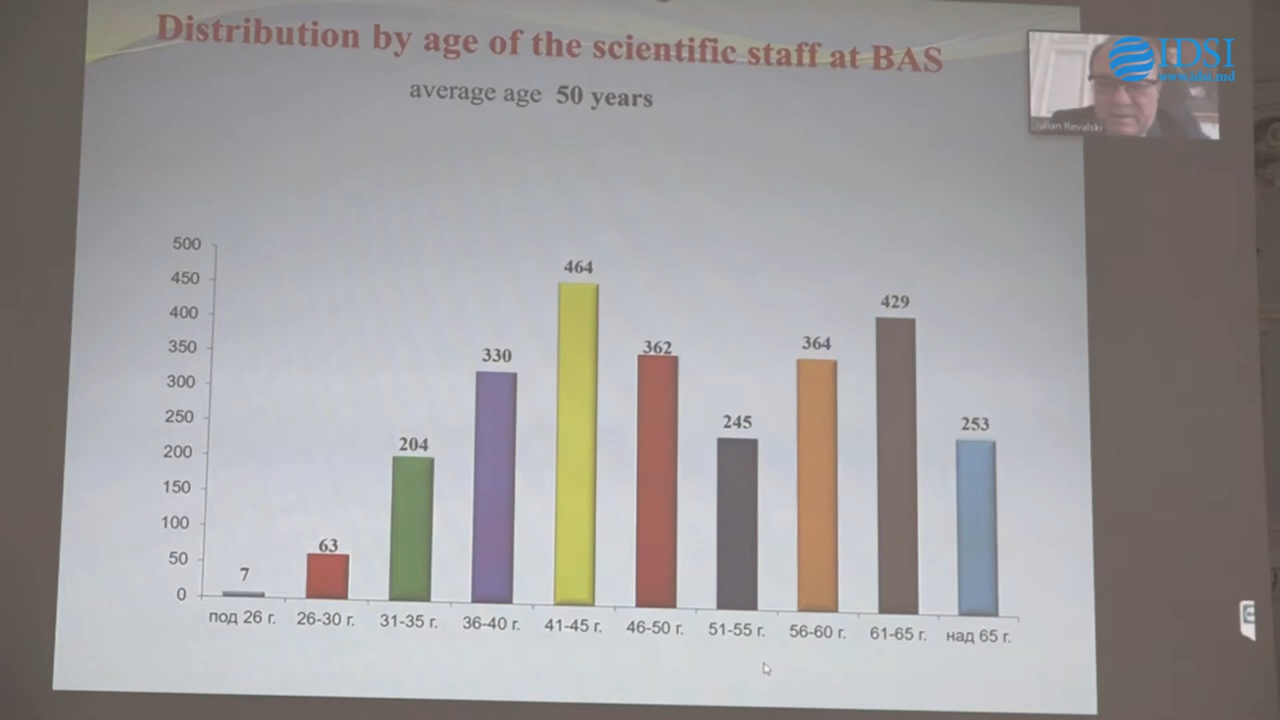 Distribution by age of the scientific staff at BAS
average age 50 years
IDSI
www.idsi.md
Julian Revalski
500
450
400
350
300
250
200
150
100
50
0
7
63
204
330
464
362
245
364
429
253
под 26 г.
26-30 г.
31-35 г.
36-40 г.
41-45 г.
46-50 г.
51-55 г.
56-60 г.
61-65 г.
над 65 г.